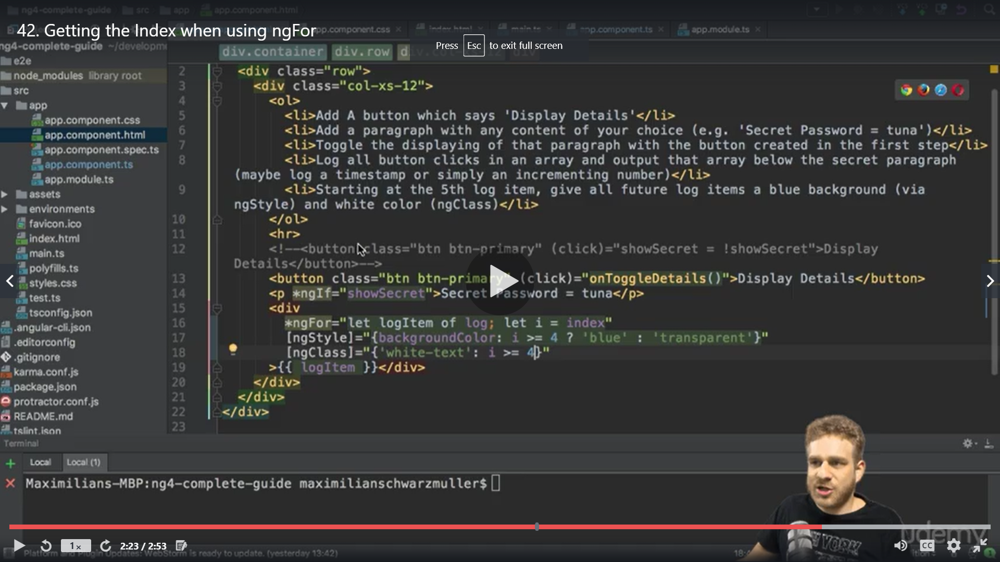 ng4-complete-guide src app app.component.html
42. Getting the Index when using ngFor
app.component.css index.html main.ts app.component.ts app.module.ts
Press Esc to exit full screen
ng4-complete-guide ~/developme
div.container div.row div.col-xs-12 div
e2e
node_modules library root
src
app
app.component.css
app.component.html
app.component.spec.ts
app.component.ts
app.module.ts
assets
environments
favicon.ico
index.html
main.ts
polyfills.ts
styles.css
test.ts
tsconfig.json
.angular-cli.json
.editorconfig
.gitignore
karma.conf.js
package.json
protractor.conf.js
README.md
tslint.json
2 <div class="row">
3 <div class="col-xs-12">
4 <ol>
5 <li>Add A button which says 'Display Details'</li>
6 <li>Add a paragraph with any content of your choice (e.g. 'Secret Password = tuna')</li>
7 <li>Toggle the displaying of that paragraph with the button created in the first step</li>
8 <li>Log all button clicks in an array and output that array below the secret paragraph
(maybe log a timestamp or simply an incrementing number)</li>
9 <li>Starting at the 5th log item, give all future log items a blue background (via
ngStyle) and white color (ngClass)</li>
10 </ol>
11 <hr>
12 <!--<button class="btn btn-primary" (click)="showSecret = !showSecret">Display
Details</button>-->
13 <button class="btn btn-primary" (click)="onToggleDetails()">Display Details</button>
14 <p *ngIf="showSecret">Secret Password = tuna</p>
15 <div
16 *ngFor="let logItem of log; let i = index"
17 [ngStyle]="{backgroundColor: i >= 4 ? 'blue' : 'transparent'}"
18 [ngClass]="{'white-text': i >= 4}"
19 >{{ logItem }}</div>
20 </div>
21 </div>
22 </div>
23
Terminal
Local Local (1)
Maximilians-MBP:ng4-complete-guide maximilianschwarzmuller$
YORK
Udemy
1x 2:23 / 2:53 CC
Platform and Plugin Updates: WebStorm is ready to update. (yesterday 13:42)